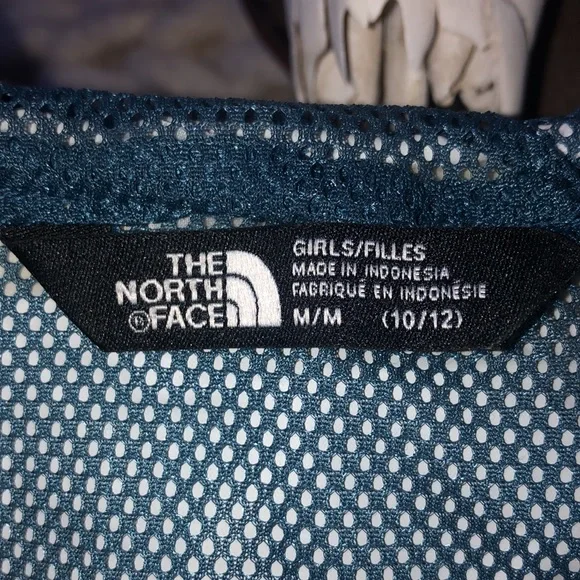 THE
NORTH
®FACE
GIRLS/FILLES
MADE IN INDONESIA
FABRIQUÉ EN INDONÉSIE
M/M (10/12)